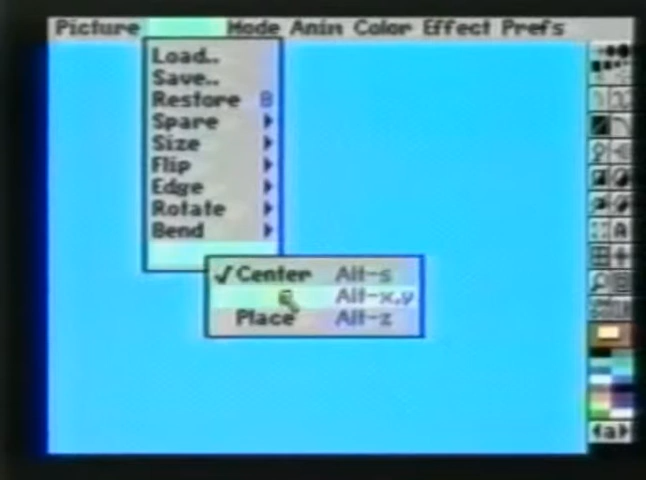 Picture Mode Anim Color Effect Prefs
Load..
Save..
Restore B
Spare
Size
Flip
Edge
Rotate
Bend
✓Center Alt-s
Alt-x,y
Place Alt-z
A
◀a▶